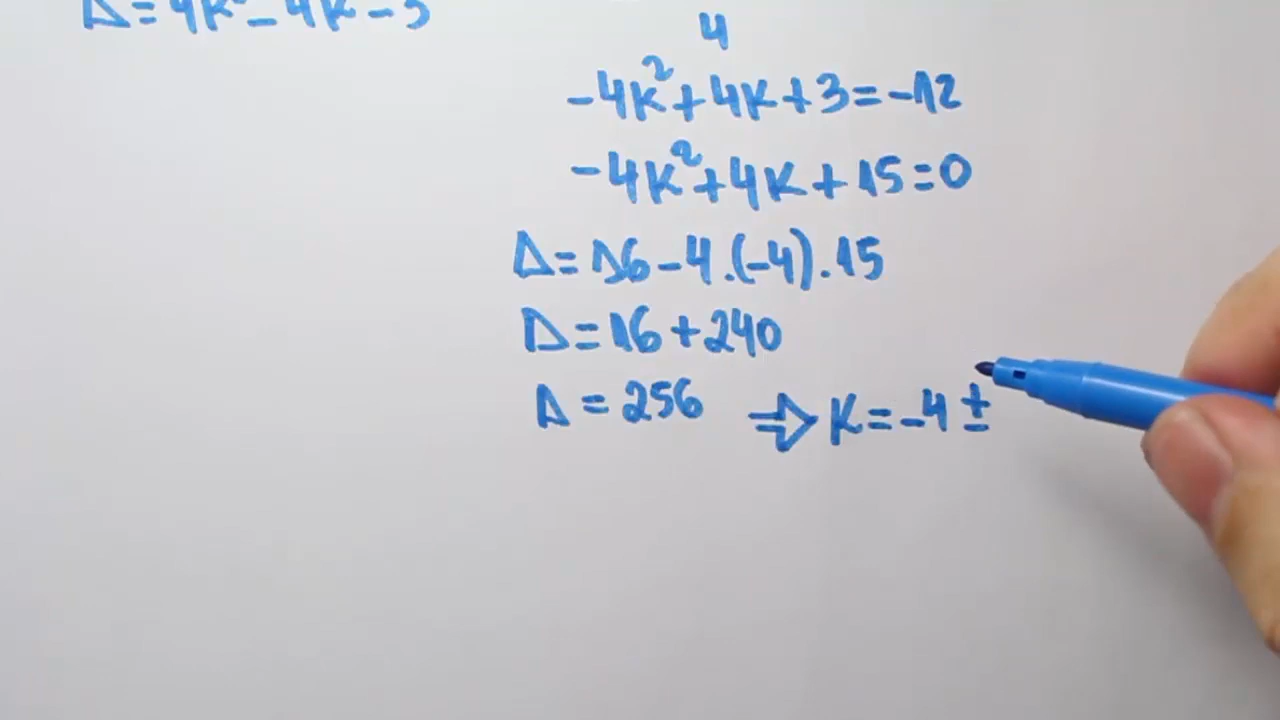 Δ=4k²-4k-3
4
-4k²+4k+3=-12
-4k²+4k+15=0
Δ=16-4.(-4).15
Δ=16+240
Δ=256 ⇒ k=-4±